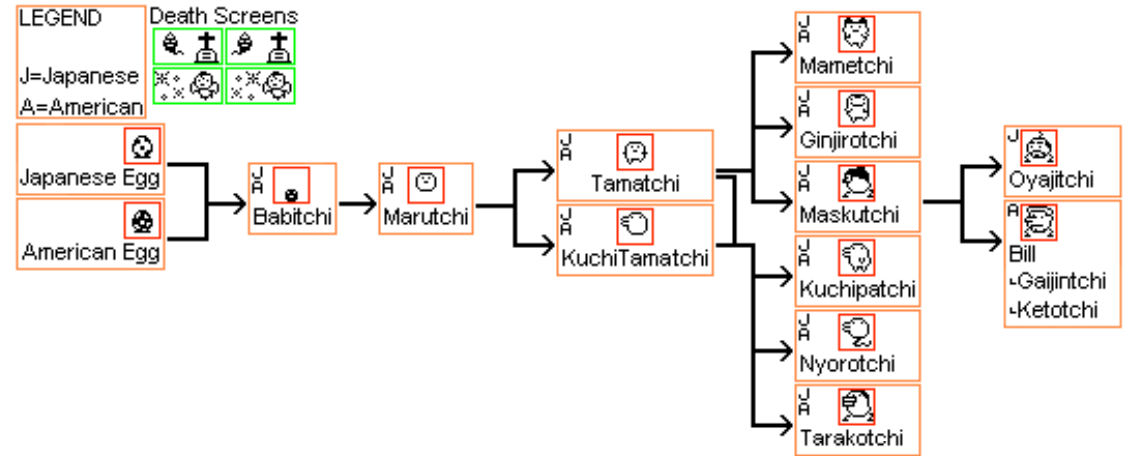 LEGEND
J=Japanese
A=American
Death Screens
Japanese Egg
American Egg
J
A
Babitchi
J
A
Marutchi
J
A
Tamatchi
J
A
KuchiTamatchi
J
A
Mametchi
J
A
Ginjirotchi
J
A
Maskutchi
J
A
Kuchipatchi
J
A
Nyorotchi
J
A
Tarakotchi
J
Oyajitchi
A
Bill
Gaijintchi
Ketotchi